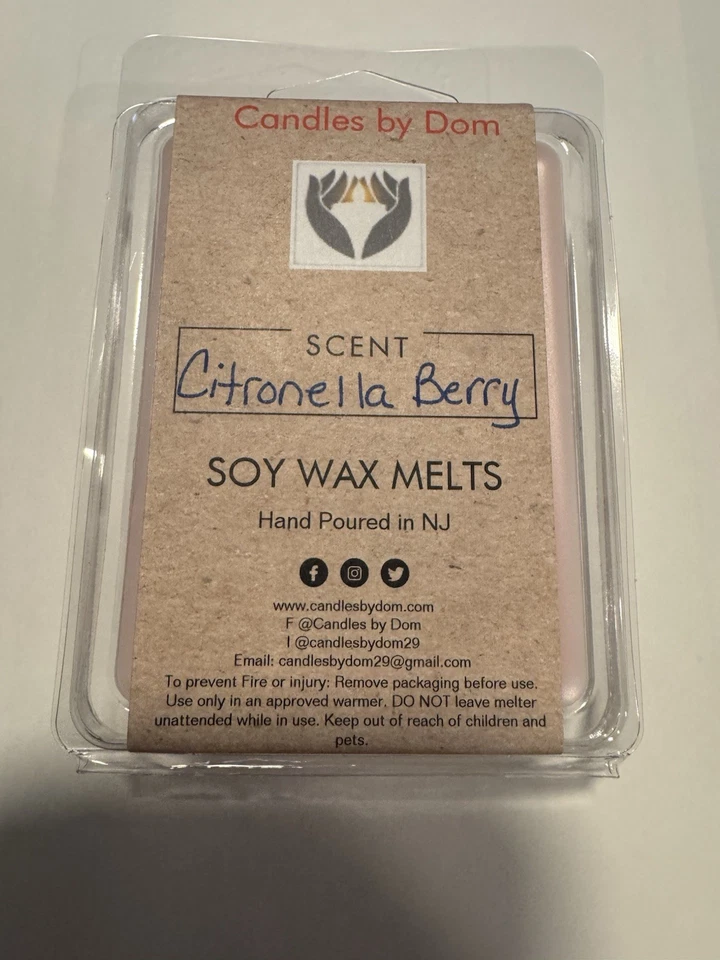 Candles by Dom
SCENT
Citronella Berry
SOY WAX MELTS
Hand Poured in NJ
www.candlesbydom.com
F @Candles by Dom
I @candlesbydom29
Email: candlesbydom29@gmail.com
To prevent Fire or injury: Remove packaging before use.
Use only in an approved warmer. DO NOT leave melter
unattended while in use. Keep out of reach of children and
pets.